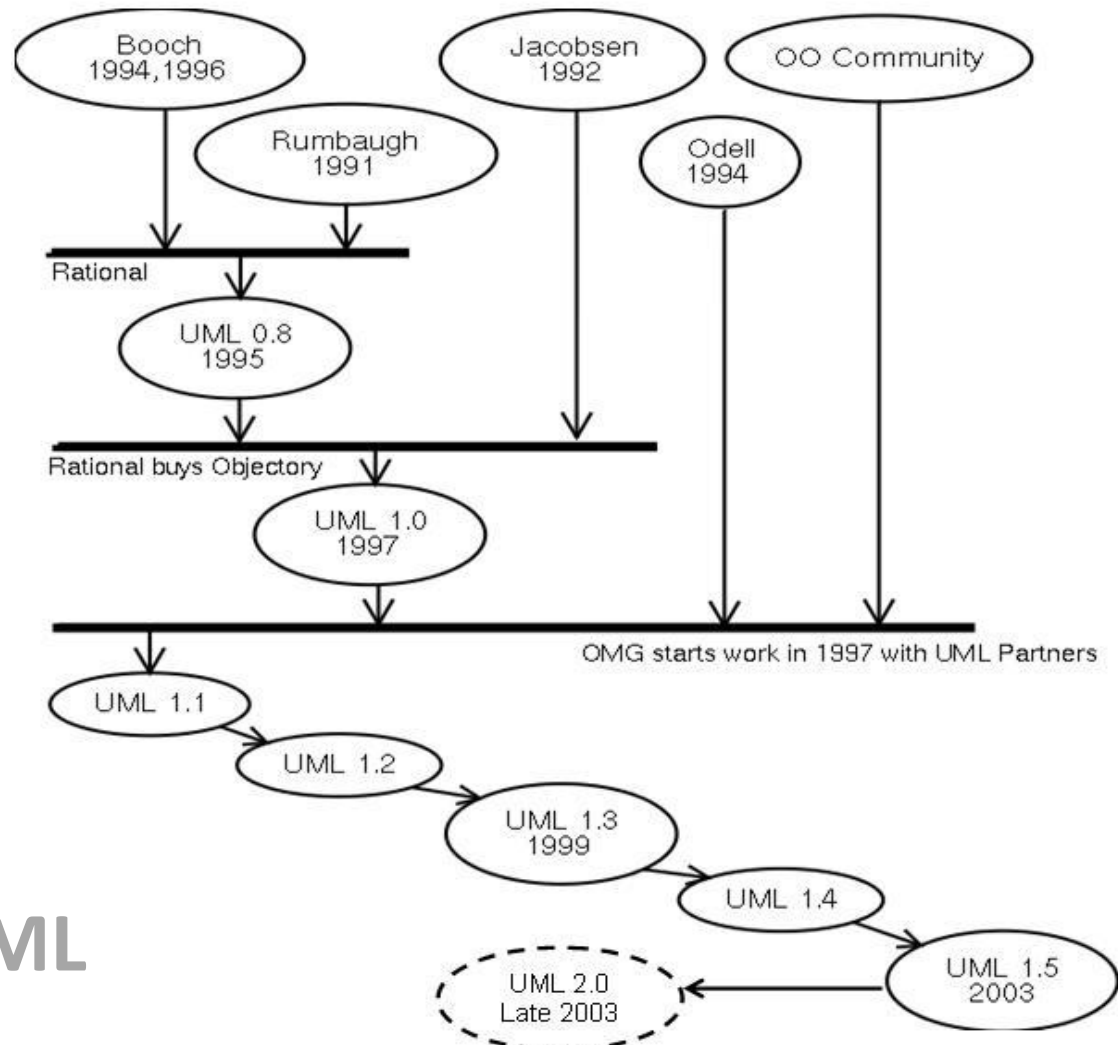 Booch
1994,1996
Jacobsen
1992
OO Community
Rumbaugh
1991
Odell
1994
Rational
UML 0.8
1995
Rational buys Objectory
UML 1.0
1997
OMG starts work in 1997 with UML Partners
UML 1.1
UML 1.2
UML 1.3
1999
UML 1.4
ML
UML 1.5
2003
UML 2.0
Late 2003